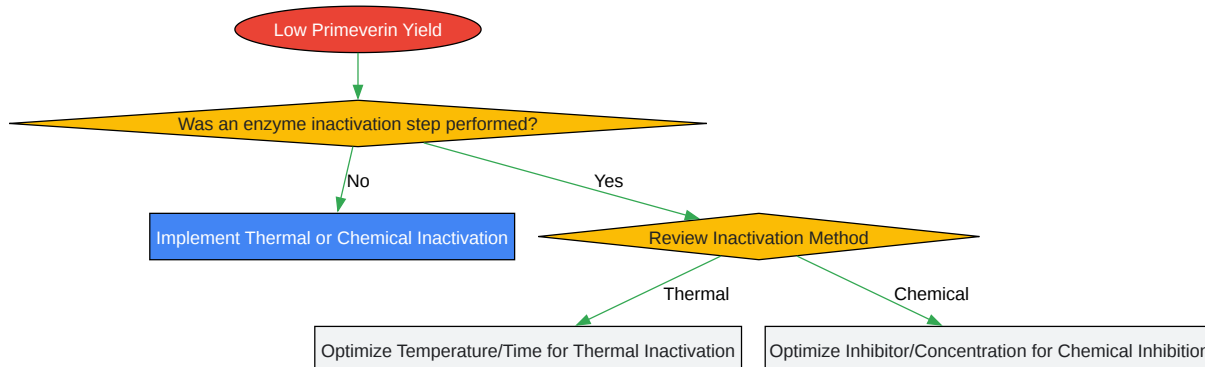 Low Primeverin Yield
Was an enzyme inactivation step performed?
No
Yes
Implement Thermal or Chemical Inactivation
Review Inactivation Method
Thermal
Chemical
Optimize Temperature/Time for Thermal Inactivation
Optimize Inhibitor/Concentration for Chemical Inhibition